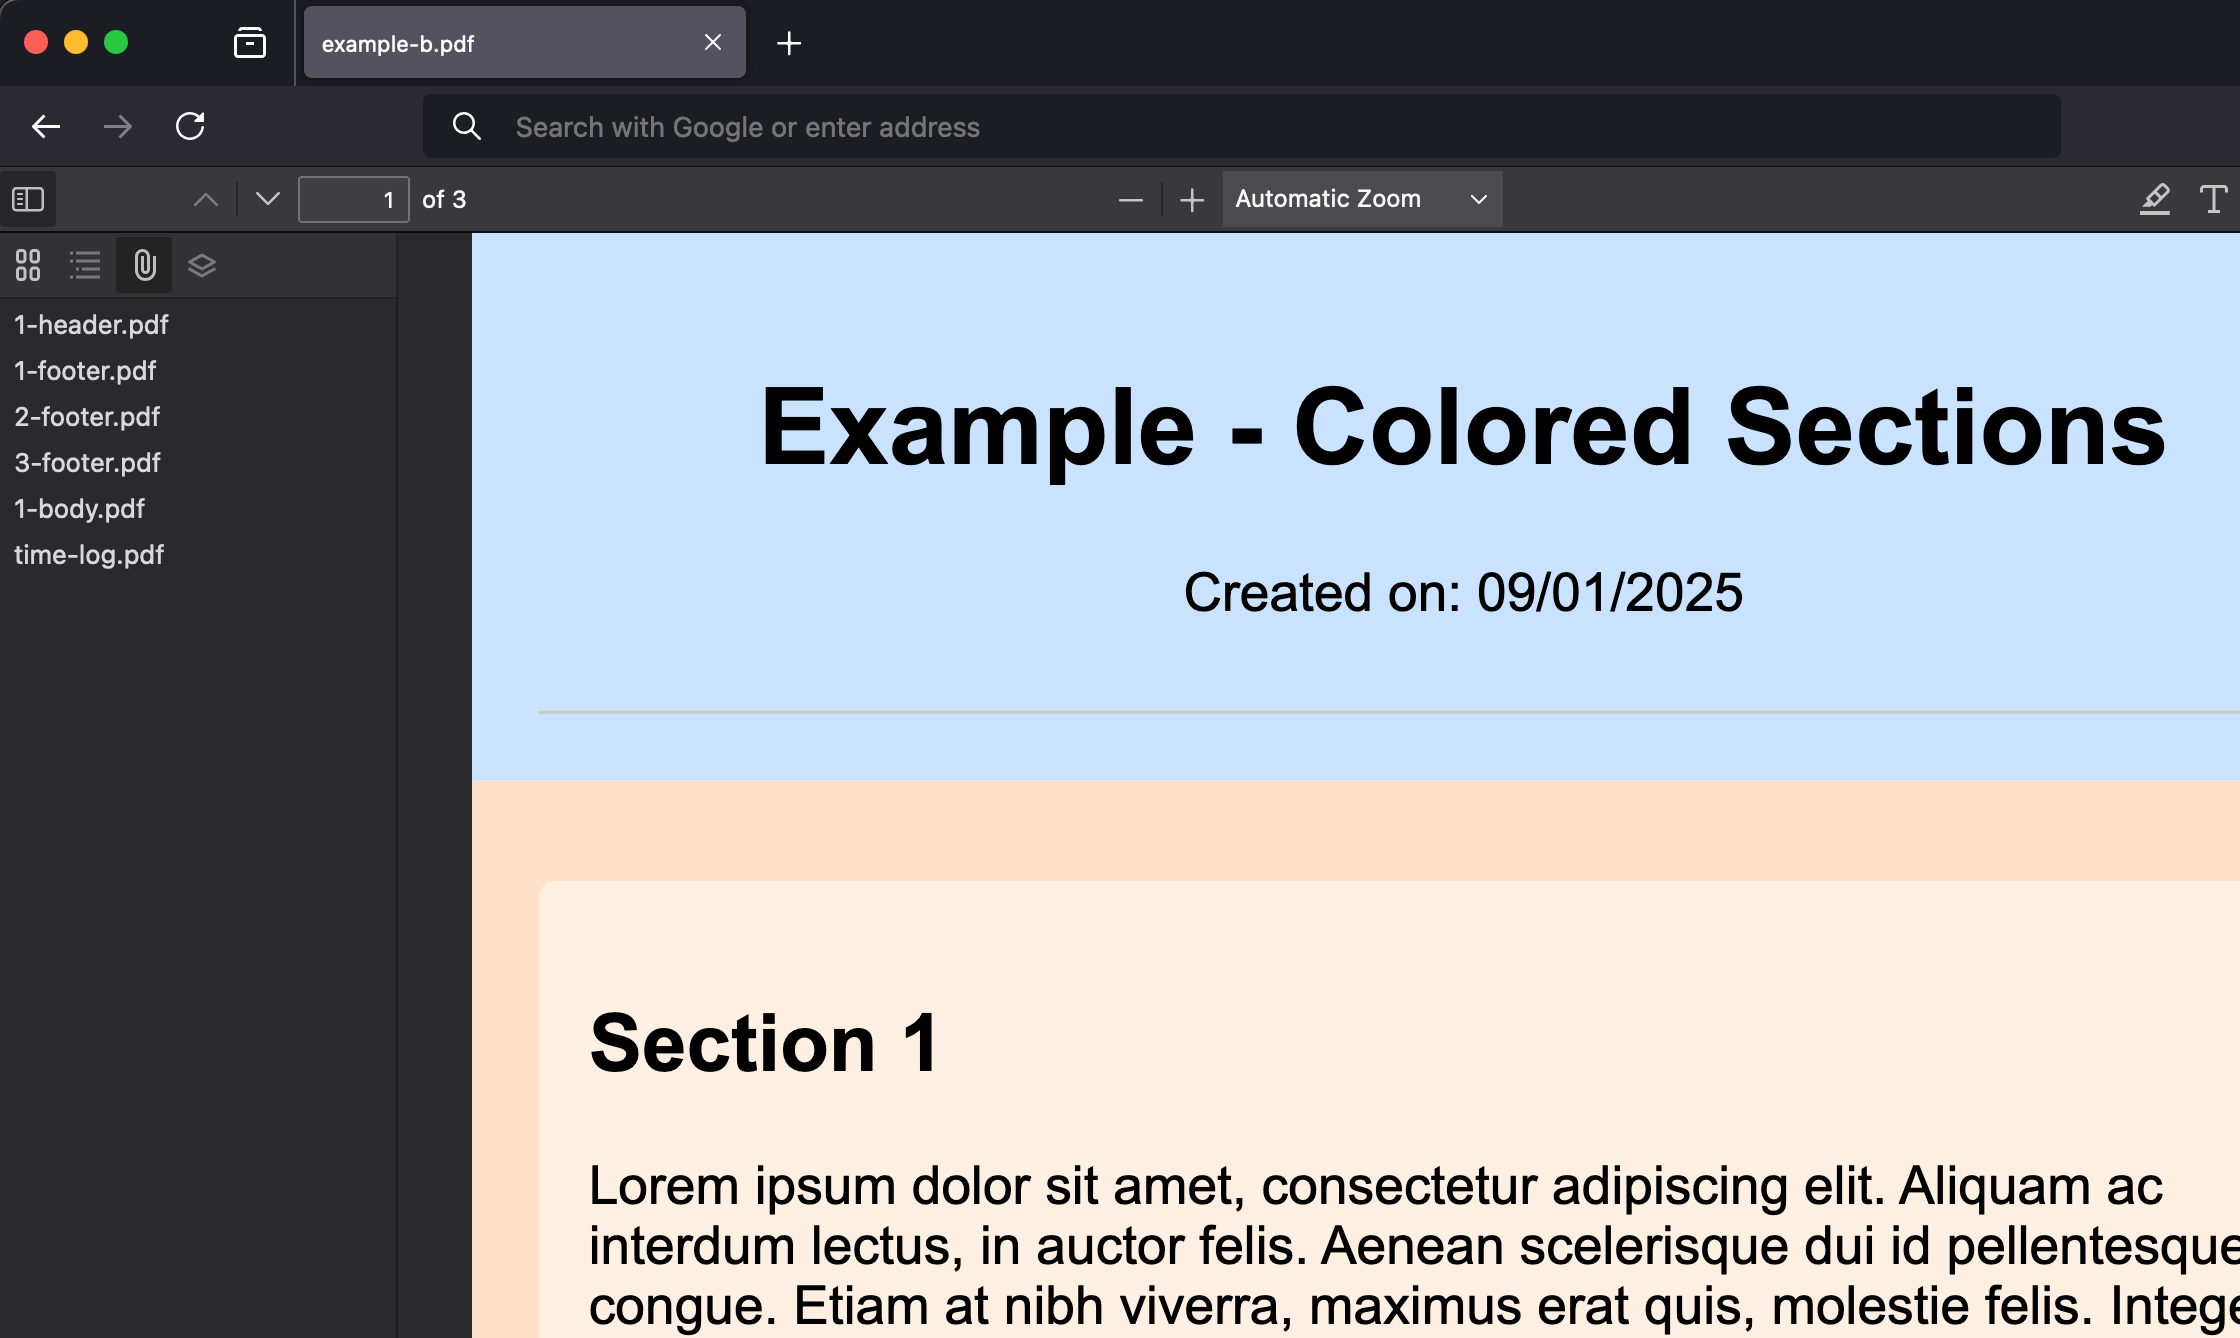 example-b.pdf
Search with Google or enter address
1 of 3
Automatic Zoom
1-header.pdf
1-footer.pdf
2-footer.pdf
3-footer.pdf
1-body.pdf
time-log.pdf
Example - Colored Sections
Created on: 09/01/2025
Section 1
Lorem ipsum dolor sit amet, consectetur adipiscing elit. Aliquam ac
interdum lectus, in auctor felis. Aenean scelerisque dui id pellentesque
congue. Etiam at nibh viverra, maximus erat quis, molestie felis. Intege